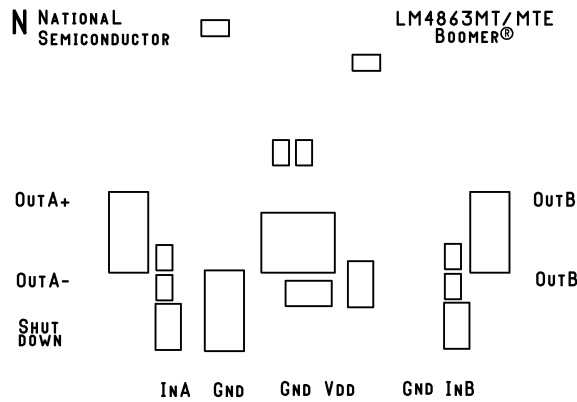 N NATIONAL
SEMICONDUCTOR
LM4863MT/MTE
BOOMER®
OUTA+
OUTB
OUTA-
OUTB
SHUT
DOWN
INA GND GND VDD GND INB